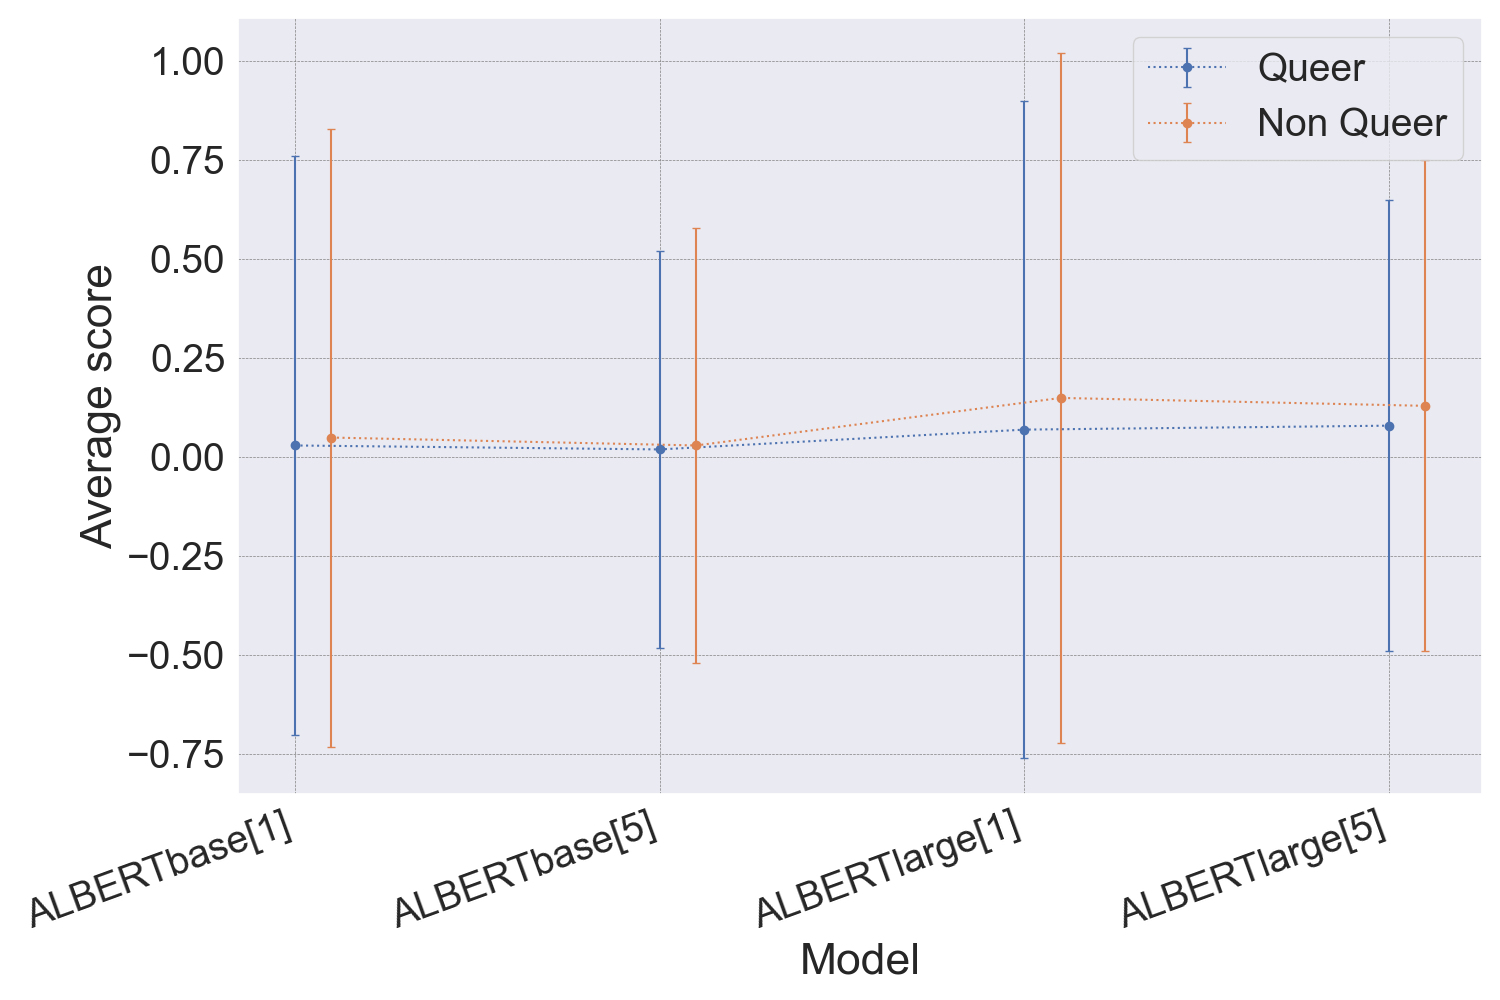 1.00
0.75
0.50
0.25
0.00
−0.25
−0.50
−0.75
Average score
Queer
Non Queer
ALBERTbase[1]
ALBERTbase[5]
ALBERTlarge[1]
ALBERTlarge[5]
Model